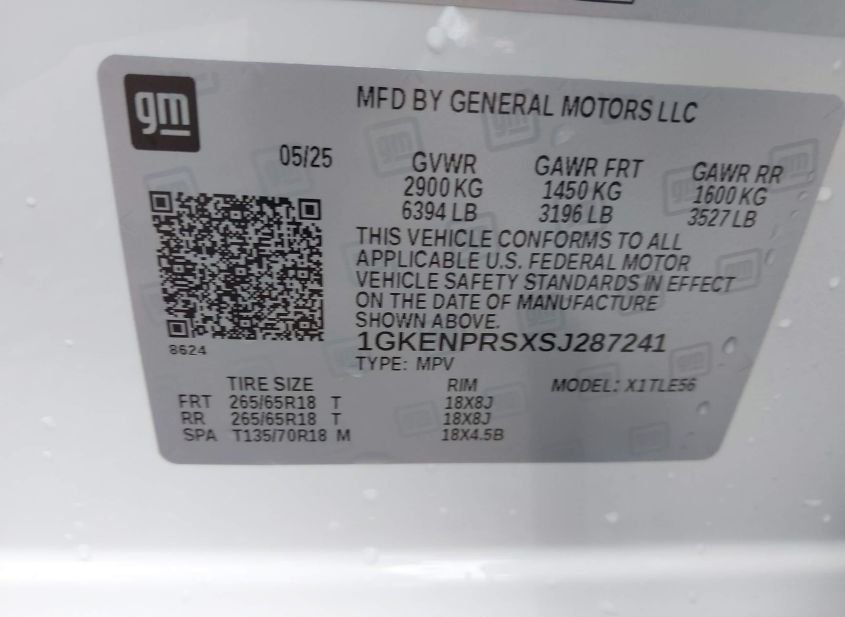 gm
MFD BY GENERAL MOTORS LLC
05/25
GVWR GAWR FRT GAWR RR
2900 KG 1450 KG 1600 KG
6394 LB 3196 LB 3527 LB
THIS VEHICLE CONFORMS TO ALL
APPLICABLE U.S. FEDERAL MOTOR
VEHICLE SAFETY STANDARDS IN EFFECT
ON THE DATE OF MANUFACTURE
SHOWN ABOVE.
8624
1GKENPRSXSJ287241
TYPE: MPV
TIRE SIZE RIM MODEL: X1TLE56
FRT 265/65R18 T 18X8J
RR 265/65R18 T 18X8J
SPA T135/70R18 M 18X4.5B